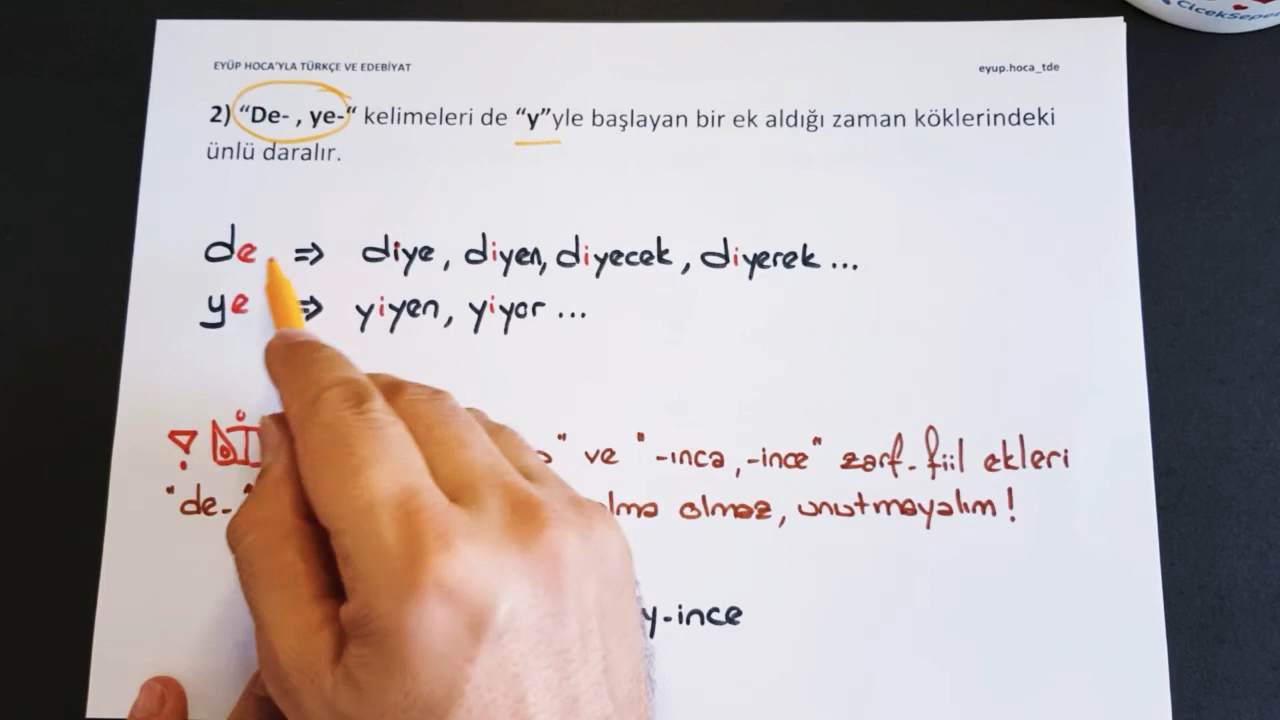 ÇicekSepe
EYÜP HOCA'YLA TÜRKÇE VE EDEBİYAT eyup.hoca_tde
2) “De- , ye-“ kelimeleri de “y”yle başlayan bir ek aldığı zaman köklerindeki
ünlü daralır.
de ⇒ diye, diyen, diyecek, diyerek ...
ye ⇒ yiyen, yiyor ...
" ve "-ınca, -ince" zarf-fiil ekleri
"de- olmaz, unutmayalım!
y-ince